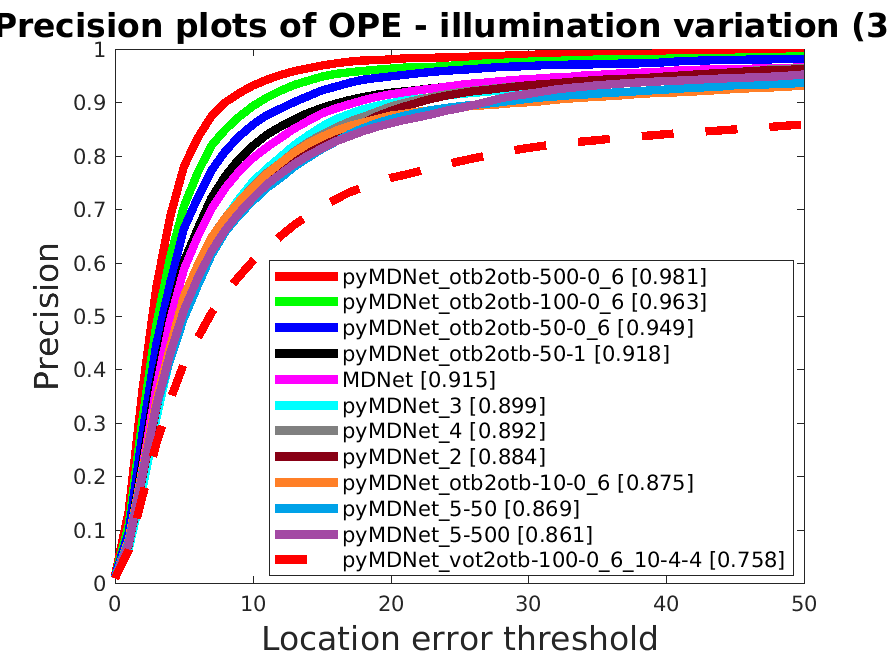 Precision plots of OPE - illumination variation (3
1
0.9
0.8
0.7
0.6
0.5
0.4
0.3
0.2
0.1
0
Precision
pyMDNet_otb2otb-500-0_6 [0.981]
pyMDNet_otb2otb-100-0_6 [0.963]
pyMDNet_otb2otb-50-0_6 [0.949]
pyMDNet_otb2otb-50-1 [0.918]
MDNet [0.915]
pyMDNet_3 [0.899]
pyMDNet_4 [0.892]
pyMDNet_2 [0.884]
pyMDNet_otb2otb-10-0_6 [0.875]
pyMDNet_5-50 [0.869]
pyMDNet_5-500 [0.861]
pyMDNet_vot2otb-100-0_6_10-4-4 [0.758]
0 10 20 30 40 50
Location error threshold